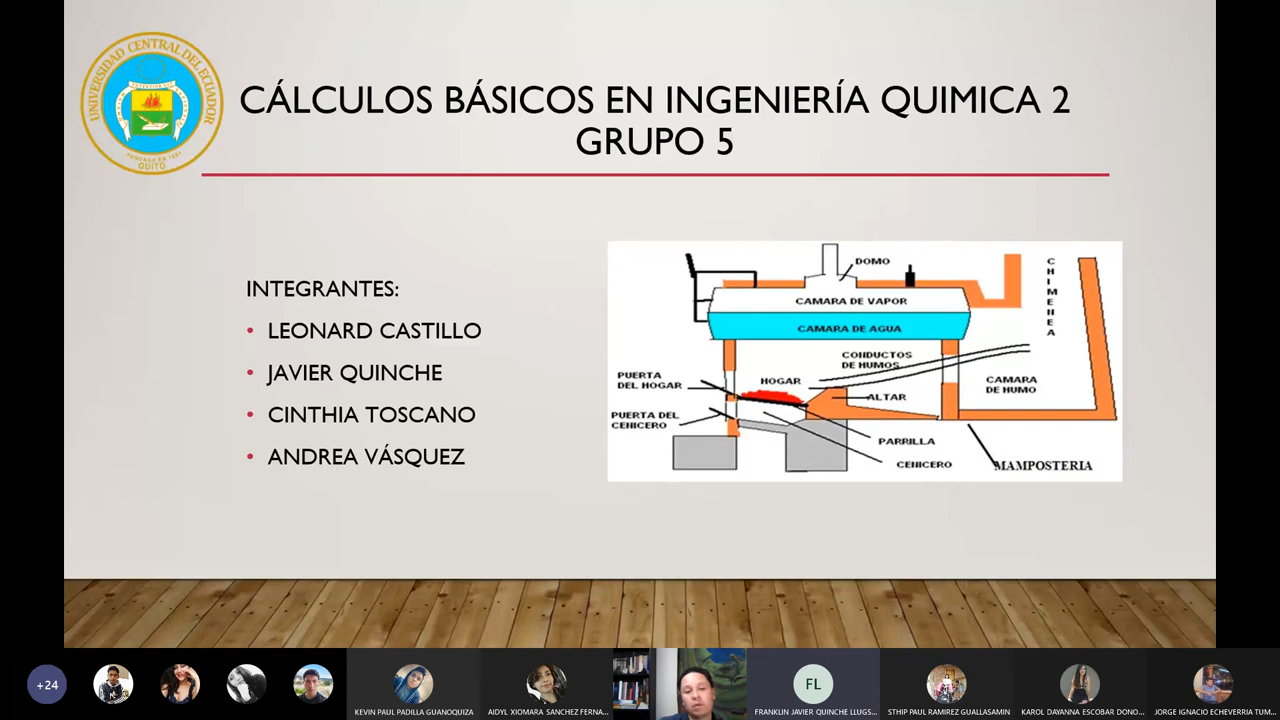 UNIVERSIDAD CENTRAL DEL ECUADOR
FUNDADA EN 1651
QUITO
CÁLCULOS BÁSICOS EN INGENIERÍA QUIMICA 2
GRUPO 5
INTEGRANTES:
• LEONARD CASTILLO
• JAVIER QUINCHE
• CINTHIA TOSCANO
• ANDREA VÁSQUEZ
DOMO
CHIMENEA
CAMARA DE VAPOR
CAMARA DE AGUA
CONDUCTOS
DE HUMOS
PUERTA
DEL HOGAR
HOGAR
CAMARA
DE HUMO
ALTAR
PUERTA DEL
CENICERO
PARRILLA
CENICERO
MAMPOSTERIA
+24
FL
KEVIN PAUL PADILLA GUANOQUIZA
AIDYL XIOMARA SANCHEZ FERNA...
FRANKLIN JAVIER QUINCHE LLUGS...
STHIP PAUL RAMIREZ GUALLASAMIN
KAROL DAYANNA ESCOBAR DONO...
JORGE IGNACIO ECHEVERRIA TUM...